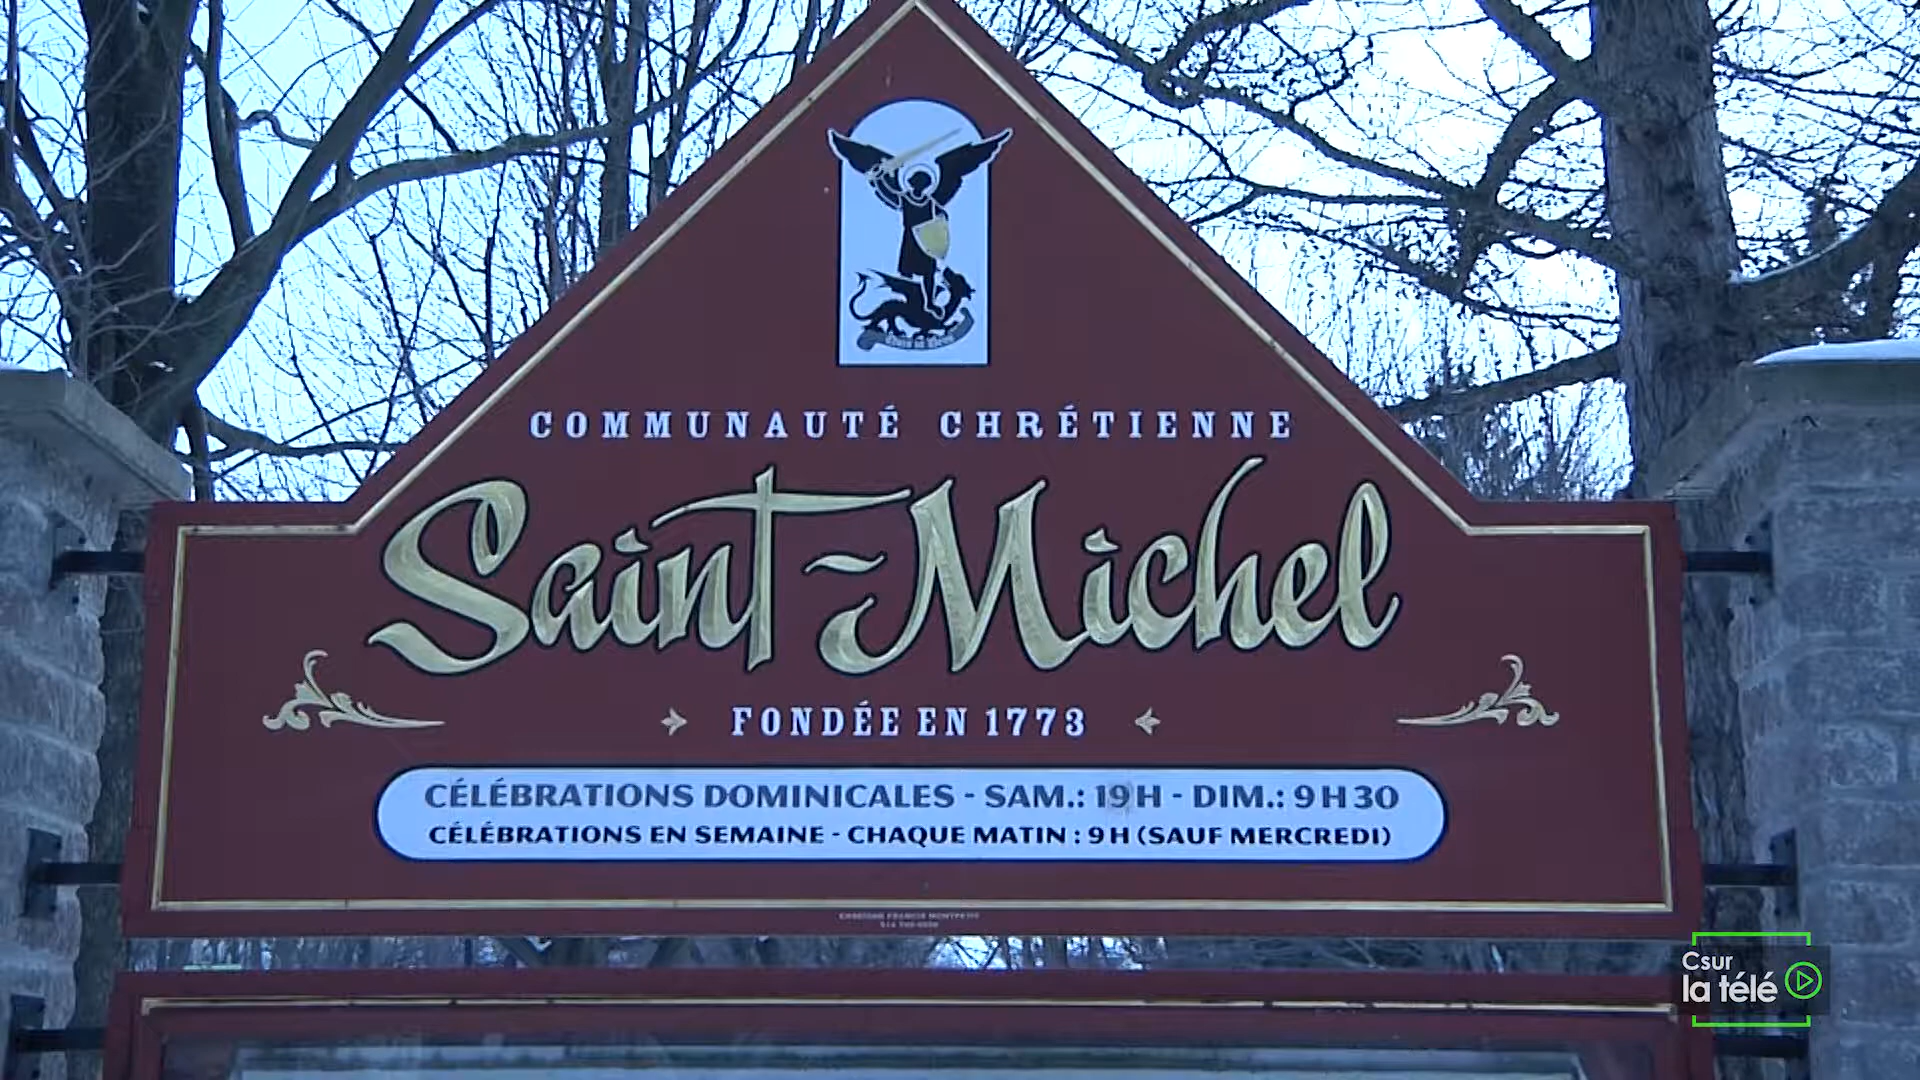 COMMUNAUTÉ CHRÉTIENNE
Saint-Michel
FONDÉE EN 1773
CÉLÉBRATIONS DOMINICALES - SAM.: 19H - DIM.: 9H30
CÉLÉBRATIONS EN SEMAINE - CHAQUE MATIN : 9H (SAUF MERCREDI)
Csur
la télé